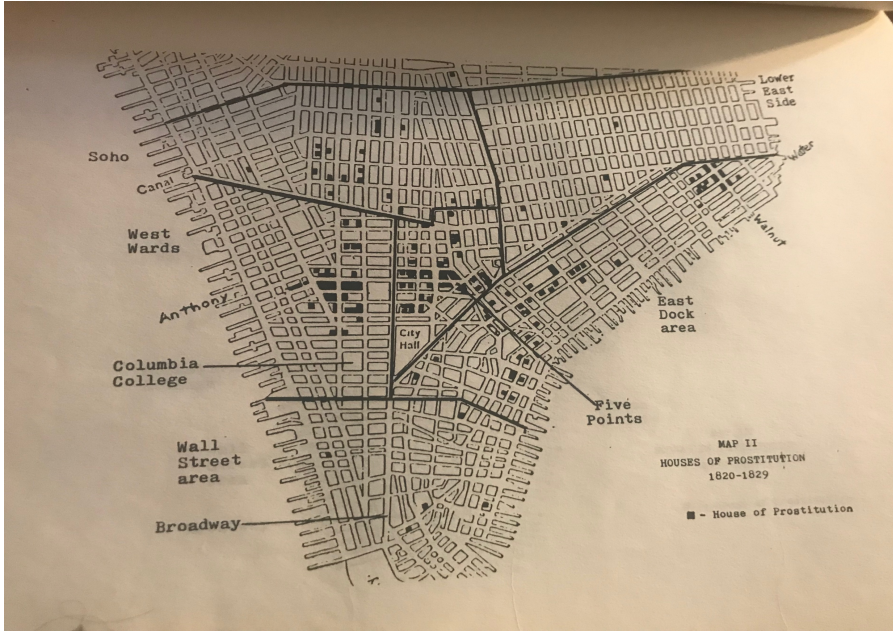 Lower
East
Side
Soho
Water
Canal
West
Wards
Walnut
Anthony
East
Dock
area
City
Hall
Columbia
College
Five
Points
Wall
Street
area
MAP II
HOUSES OF PROSTITUTION
1820-1829
Broadway
- House of Prostitution